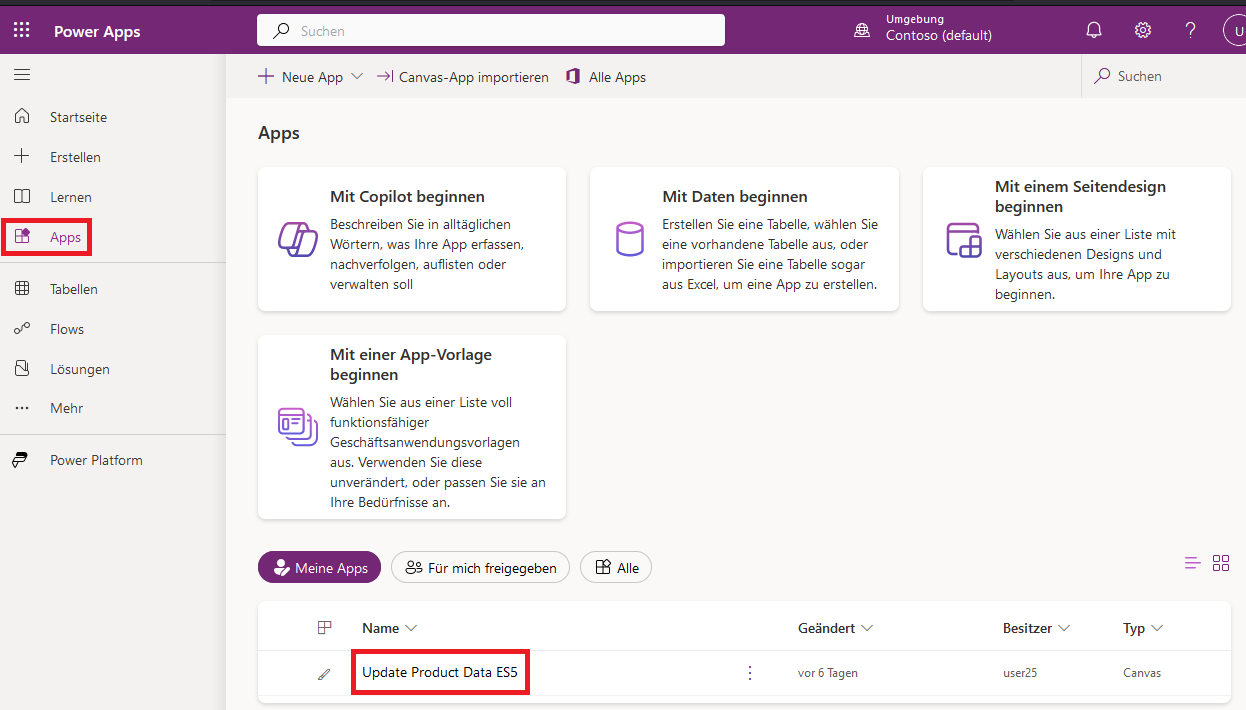 Power Apps
Suchen
Umgebung
Contoso (default)
?
U
Neue App
Canvas-App importieren
Alle Apps
Suchen
Startseite
Erstellen
Lernen
Apps
Tabellen
Flows
Lösungen
Mehr
Power Platform
Apps
Mit Copilot beginnen
Beschreiben Sie in alltäglichen
Wörtern, was Ihre App erfassen,
nachverfolgen, auflisten oder
verwalten soll
Mit Daten beginnen
Erstellen Sie eine Tabelle, wählen Sie
eine vorhandene Tabelle aus, oder
importieren Sie eine Tabelle sogar
aus Excel, um eine App zu erstellen.
Mit einem Seitendesign
beginnen
Wählen Sie aus einer Liste mit
verschiedenen Designs und
Layouts aus, um Ihre App zu
beginnen.
Mit einer App-Vorlage
beginnen
Wählen Sie aus einer Liste voll
funktionsfähiger
Geschäftsanwendungsvorlagen
aus. Verwenden Sie diese
unverändert, oder passen Sie sie an
Ihre Bedürfnisse an.
Meine Apps
Für mich freigegeben
Alle
Name
Geändert
Besitzer
Typ
Update Product Data ES5
vor 6 Tagen
user25
Canvas